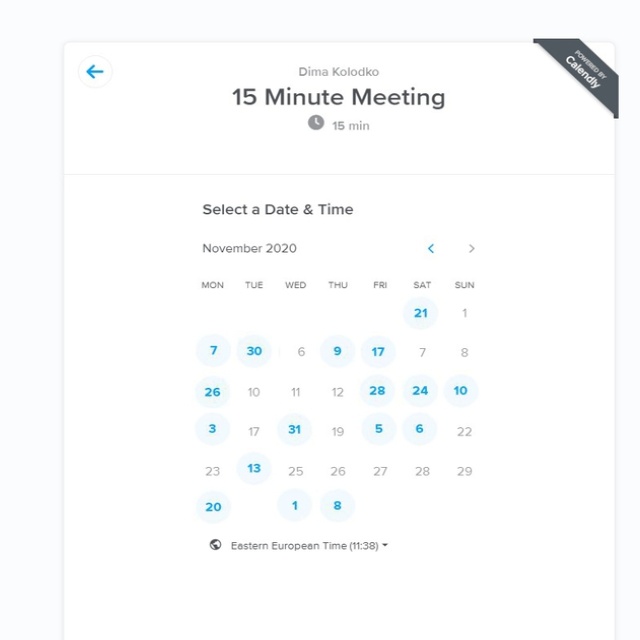 POWERED BY
Calendly
Dima Kolodko
15 Minute Meeting
15 min
Select a Date & Time
November 2020
MON TUE WED THU FRI SAT SUN
21 1
7 30 6 9 17 7 8
26 10 11 12 28 24 10
3 17 31 19 5 6 22
23 13 25 26 27 28 29
20 1 8
Eastern European Time (11:38)